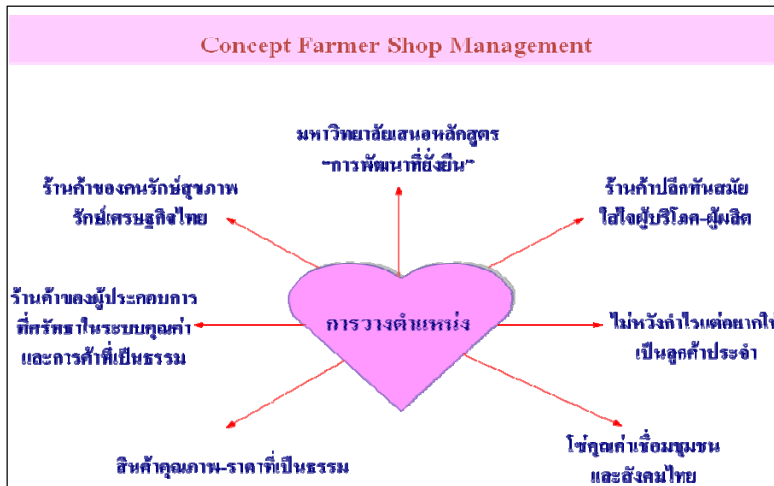 Concept Farmer Shop Management
มหาวิทยาลัยเสนอหลักสูตร
"การพัฒนาที่ยั่งยืน"
ร้านค้าของคนรักษ์สุขภาพ
รักษ์เศรษฐกิจไทย
ร้านค้าปลีกทันสมัย
ใส่ใจผู้บริโภค-ผู้ผลิต
ร้านค้าของผู้ประกอบการ
ที่ศรัทธาในระบบคุณค่า
และการค้าที่เป็นธรรม
การวางตำแหน่ง
ไม่หวังกำไรแต่อยากให้
เป็นลูกค้าประจำ
สินค้าคุณภาพ-ราคาที่เป็นธรรม
โซ่คุณค่าเชื่อมชุมชน
และสังคมไทย